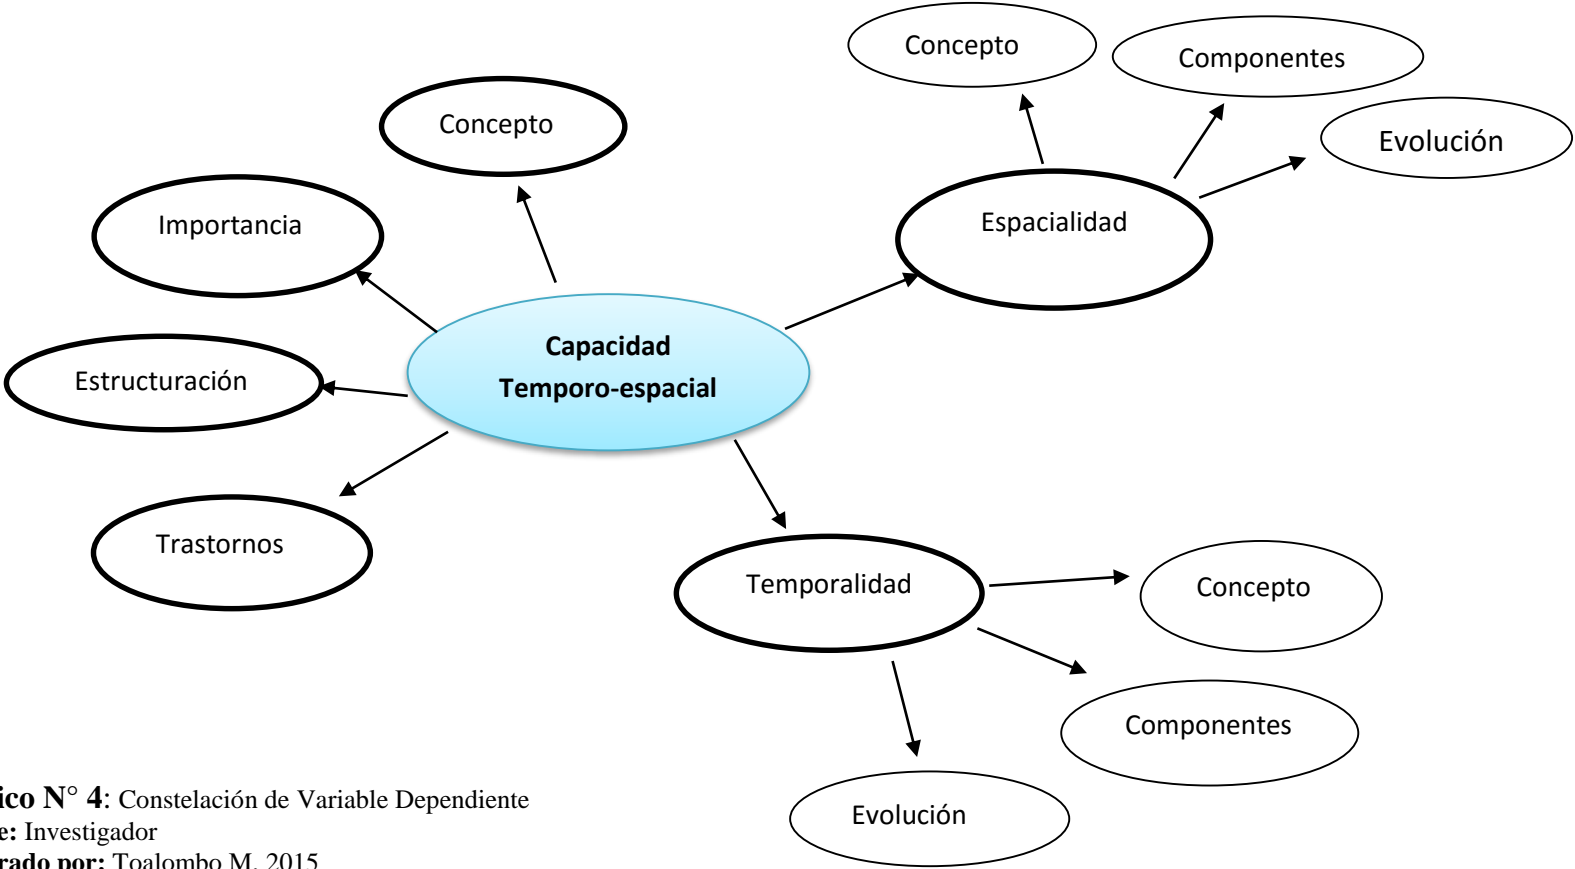 Concepto
Componentes
Evolución
Concepto
Importancia
Espacialidad
Capacidad
Temporo-espacial
Estructuración
Trastornos
Temporalidad
Concepto
Componentes
Evolución
ico N° 4: Constelación de Variable Dependiente
e: Investigador
rado por: Toalombo M. 2015